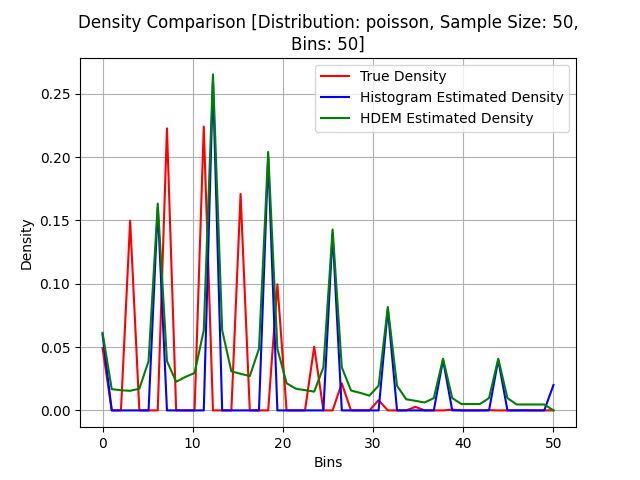 Density Comparison [Distribution: poisson, Sample Size: 50,
Bins: 50]
True Density
Histogram Estimated Density
HDEM Estimated Density
Density
0.25
0.20
0.15
0.10
0.05
0.00
0 10 20 30 40 50
Bins